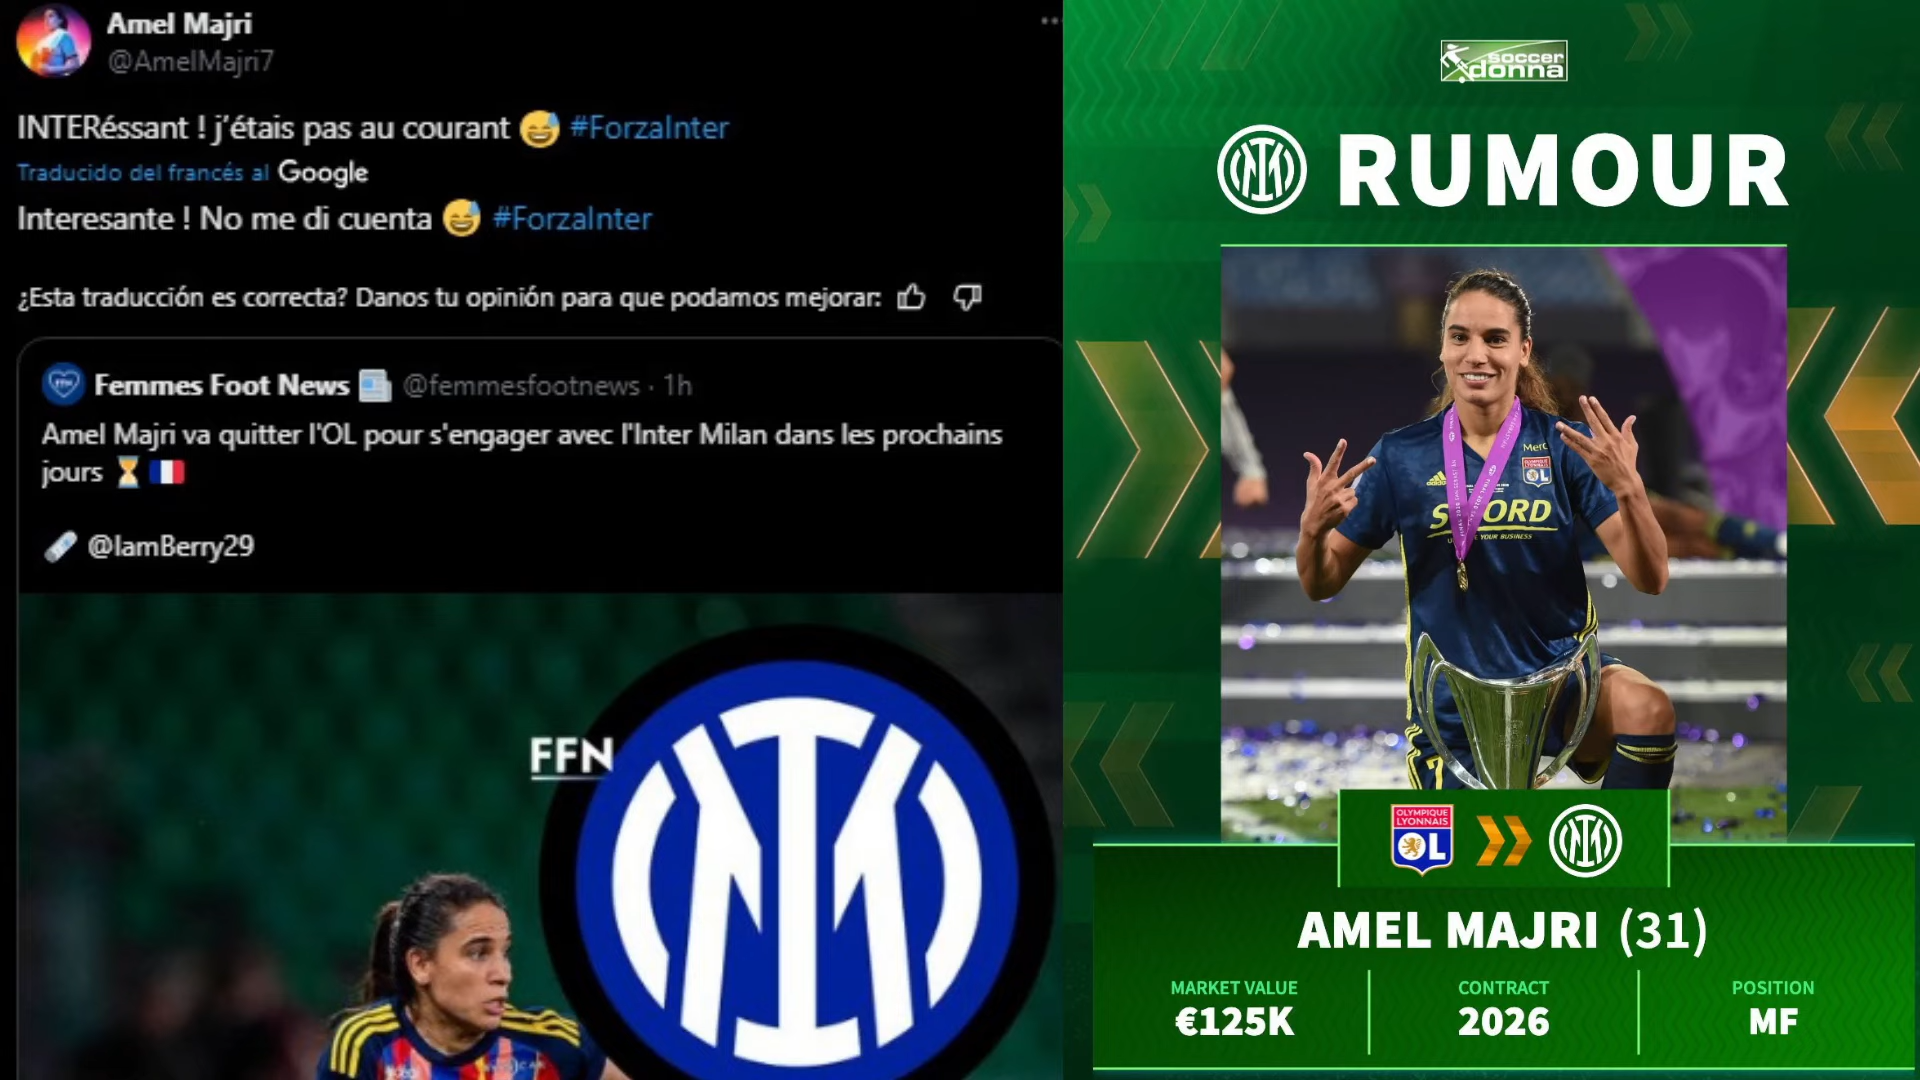 Amel Majri
@AmelMajri7
INTERéssant ! j'étais pas au courant 😅 #ForzaInter
Traducido del francés al Google
Interesante ! No me di cuenta 😅 #ForzaInter
¿Esta traducción es correcta? Danos tu opinión para que podamos mejorar:
Femmes Foot News 📰 @femmesfootnews · 1h
Amel Majri va quitter l'OL pour s'engager avec l'Inter Milan dans les prochains
jours ⏳🇫🇷
🗞️ @IamBerry29
FFN
soccer
donna
RUMOUR
OLYMPIQUE
LYONNAIS
OL
AMEL MAJRI (31)
MARKET VALUE
€125K
CONTRACT
2026
POSITION
MF